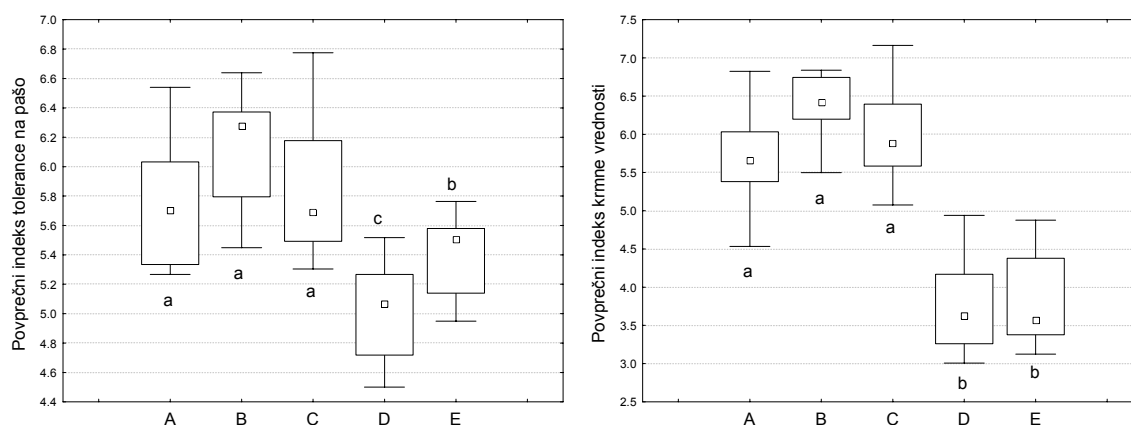 Povprečni indeks tolerance na pašo
7.0
6.8
6.6
6.4
6.2
6.0
5.8
5.6
5.4
5.2
5.0
4.8
4.6
4.4
a
a
a
c
b
A B C D E
Povprečni indeks krmne vrednosti
7.5
7.0
6.5
6.0
5.5
5.0
4.5
4.0
3.5
3.0
2.5
a
a
a
b
b
A B C D E